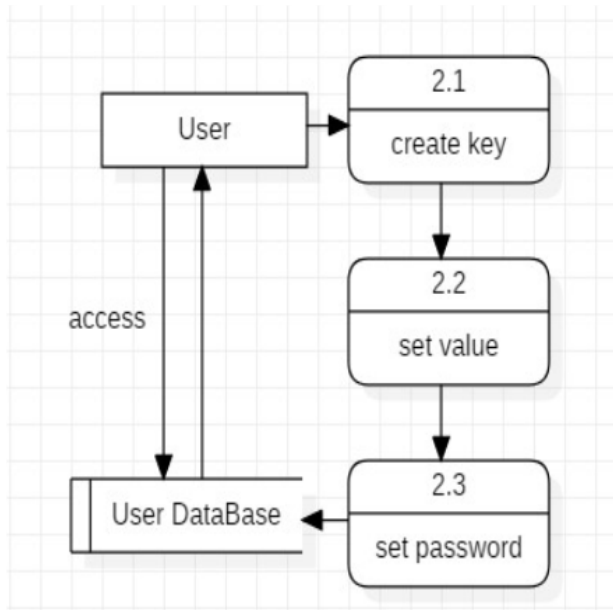 2.1
User
create key
2.2
access
set value
2.3
User DataBase
set password